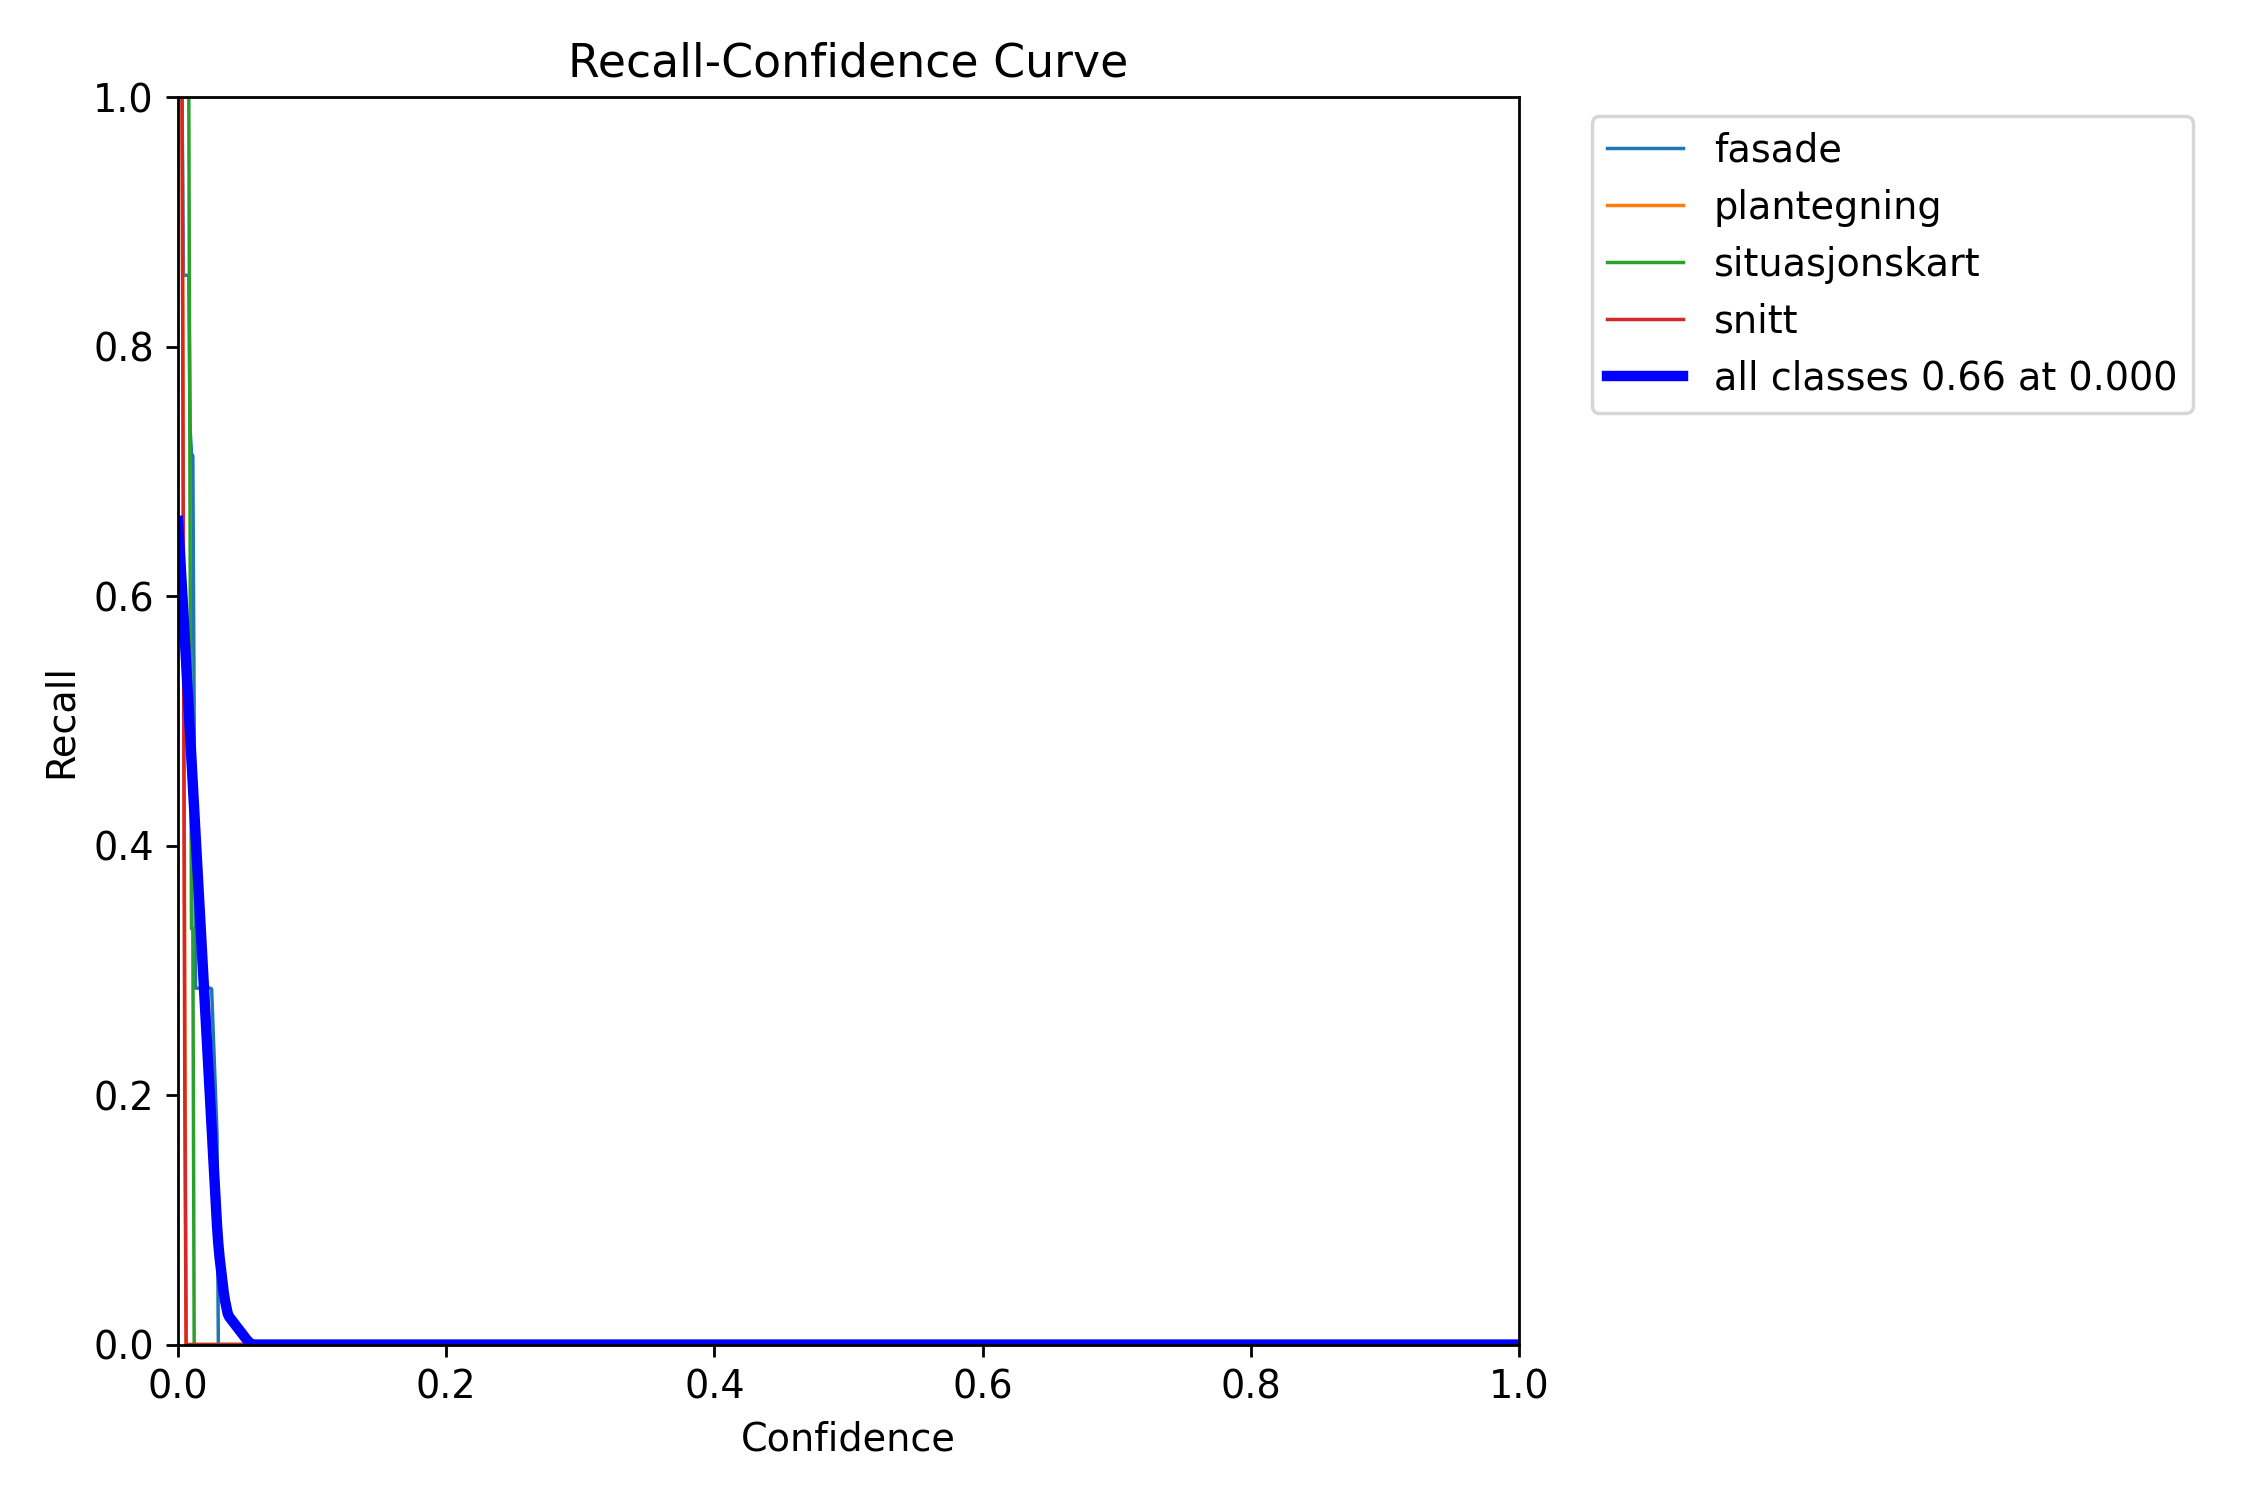 Recall-Confidence Curve
1.0
0.8
0.6
0.4
0.2
0.0
Recall
0.0 0.2 0.4 0.6 0.8 1.0
Confidence
fasade
plantegning
situasjonskart
snitt
all classes 0.66 at 0.000